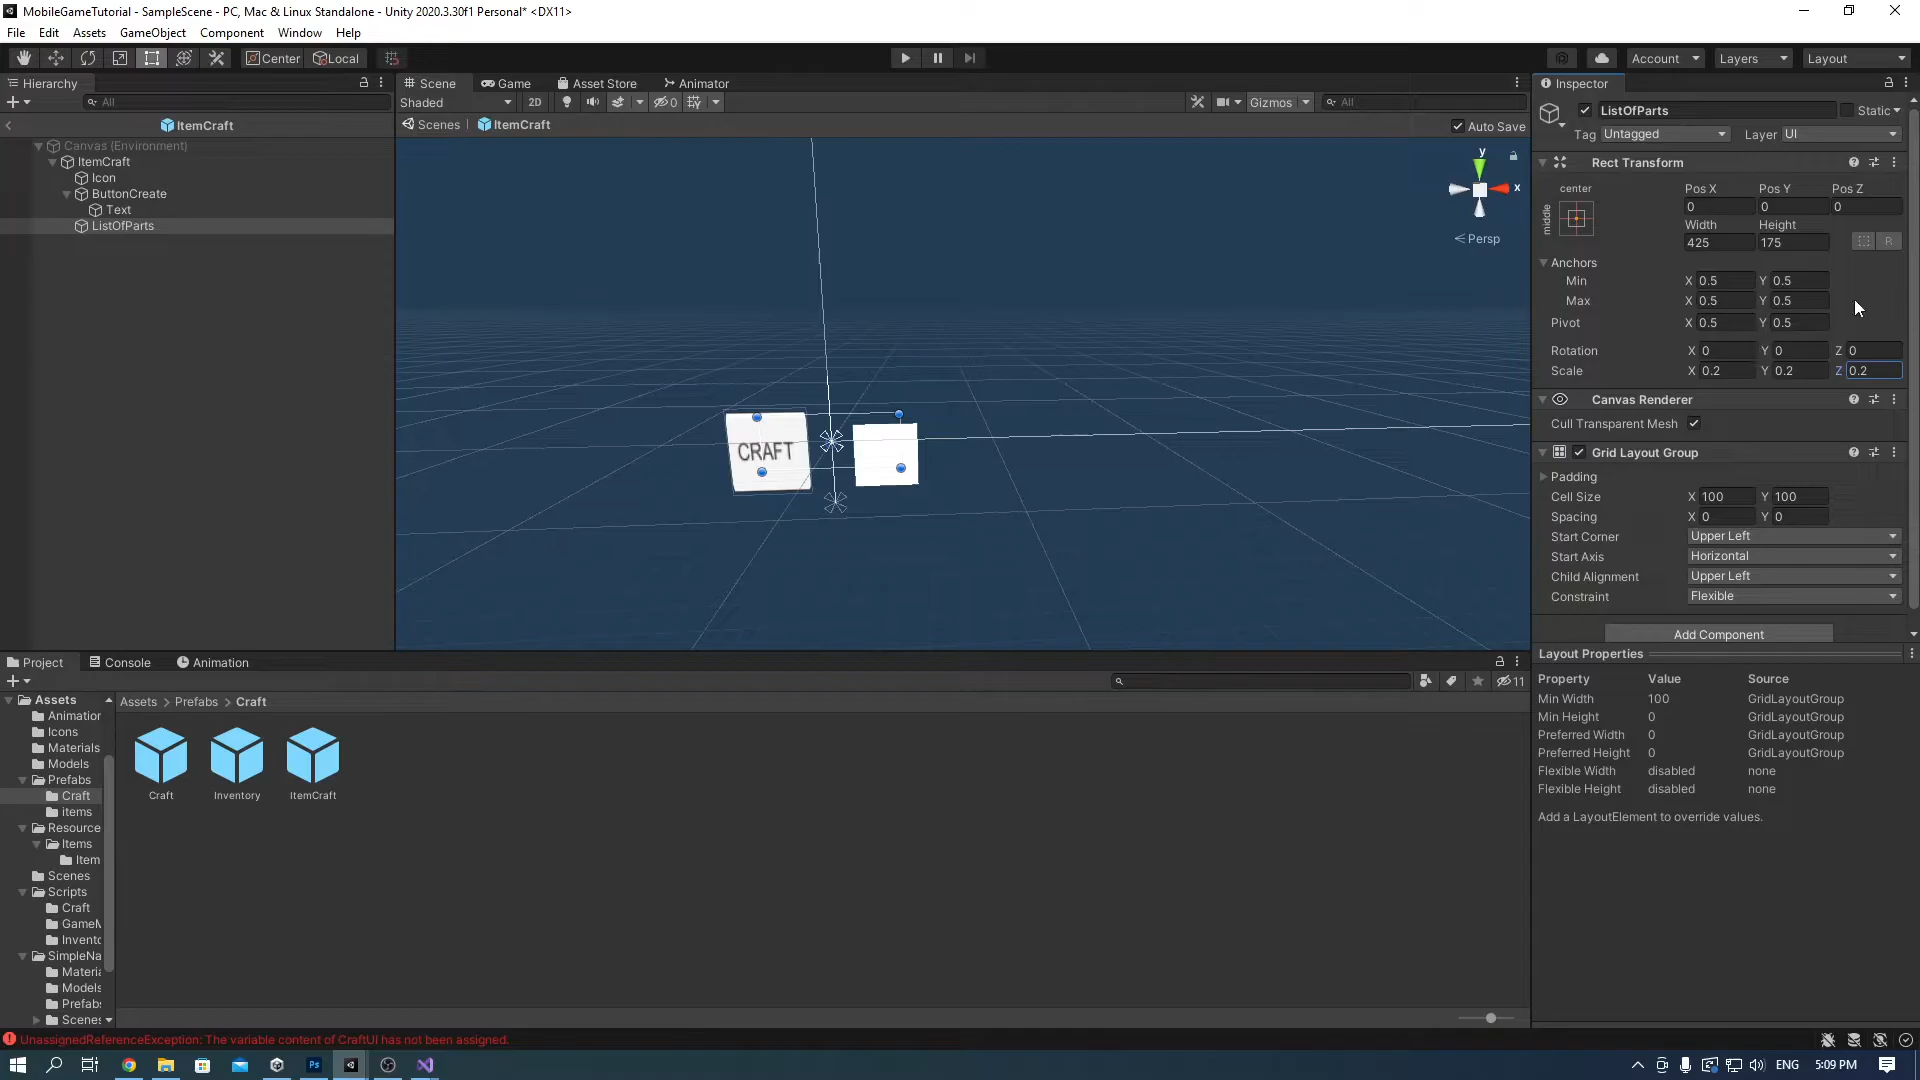 MobileGameTutorial - SampleScene - PC, Mac & Linux Standalone - Unity 2020.3.30f1 Personal* <DX11>
File Edit Assets GameObject Component Window Help
Center Local Account Layers Layout
Hierarchy
All
ItemCraft
Canvas (Environment)
ItemCraft
Icon
ButtonCreate
Text
ListOfParts
Scene Game Asset Store Animator
Shaded 2D 0 Gizmos All
Scenes ItemCraft Auto Save
y
x
Persp
CRAFT
Inspector
ListOfParts Static
Tag Untagged Layer UI
Rect Transform
center
middle
Pos X Pos Y Pos Z
0 0 0
Width Height
425 175 R
Anchors
Min X 0.5 Y 0.5
Max X 0.5 Y 0.5
Pivot X 0.5 Y 0.5
Rotation X 0 Y 0 Z 0
Scale X 0.2 Y 0.2 Z 0.2
Canvas Renderer
Cull Transparent Mesh
Grid Layout Group
Padding
Cell Size X 100 Y 100
Spacing X 0 Y 0
Start Corner Upper Left
Start Axis Horizontal
Child Alignment Upper Left
Constraint Flexible
Add Component
Layout Properties
Property Value Source
Min Width 100 GridLayoutGroup
Min Height 0 GridLayoutGroup
Preferred Width 0 GridLayoutGroup
Preferred Height 0 GridLayoutGroup
Flexible Width disabled none
Flexible Height disabled none
Add a LayoutElement to override values.
Project Console Animation
11
Assets
Animation
Icons
Materials
Models
Prefabs
Craft
items
Resource
Items
Item
Scenes
Scripts
Craft
GameM
Invento
SimpleNa
Materia
Models
Prefabs
Scenes
Assets > Prefabs > Craft
Craft Inventory ItemCraft
UnassignedReferenceException: The variable content of CraftUI has not been assigned.
Ps
ENG 5:09 PM